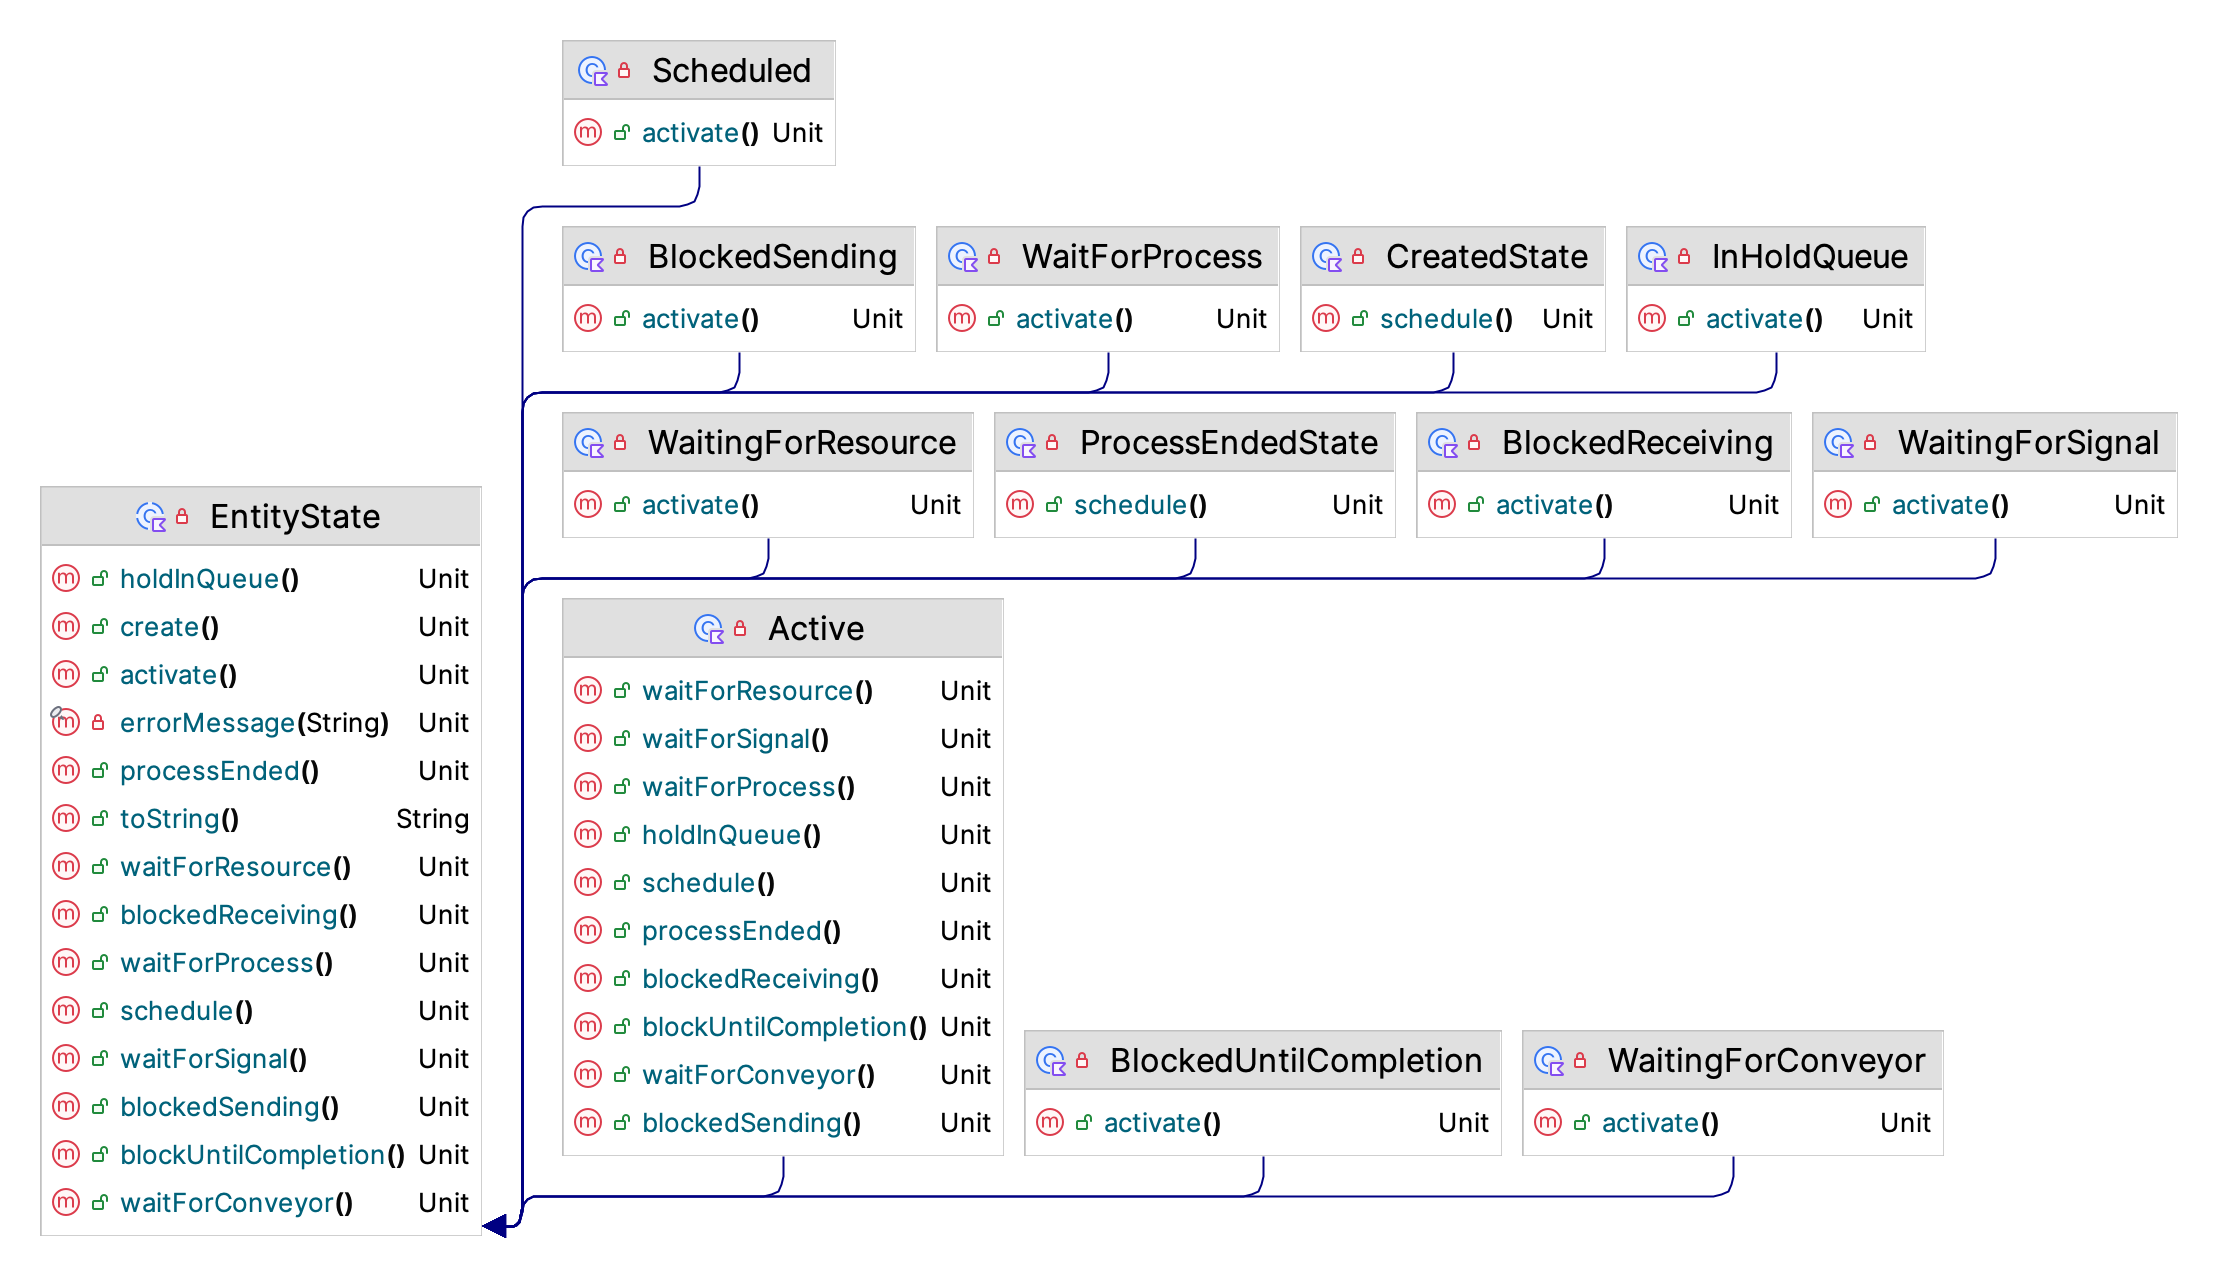 Scheduled
activate() Unit
BlockedSending
activate() Unit
WaitForProcess
activate() Unit
CreatedState
schedule() Unit
InHoldQueue
activate() Unit
WaitingForResource
activate() Unit
ProcessEndedState
schedule() Unit
BlockedReceiving
activate() Unit
WaitingForSignal
activate() Unit
EntityState
m holdInQueue() Unit
m create() Unit
m activate() Unit
m errorMessage(String) Unit
m processEnded() Unit
m toString() String
m waitForResource() Unit
m blockedReceiving() Unit
m waitForProcess() Unit
m schedule() Unit
m waitForSignal() Unit
m blockedSending() Unit
m blockUntilCompletion() Unit
m waitForConveyor() Unit
Active
m waitForResource() Unit
m waitForSignal() Unit
m waitForProcess() Unit
m holdInQueue() Unit
m schedule() Unit
m processEnded() Unit
m blockedReceiving() Unit
m blockUntilCompletion() Unit
m waitForConveyor() Unit
m blockedSending() Unit
BlockedUntilCompletion
m activate() Unit
WaitingForConveyor
m activate() Unit